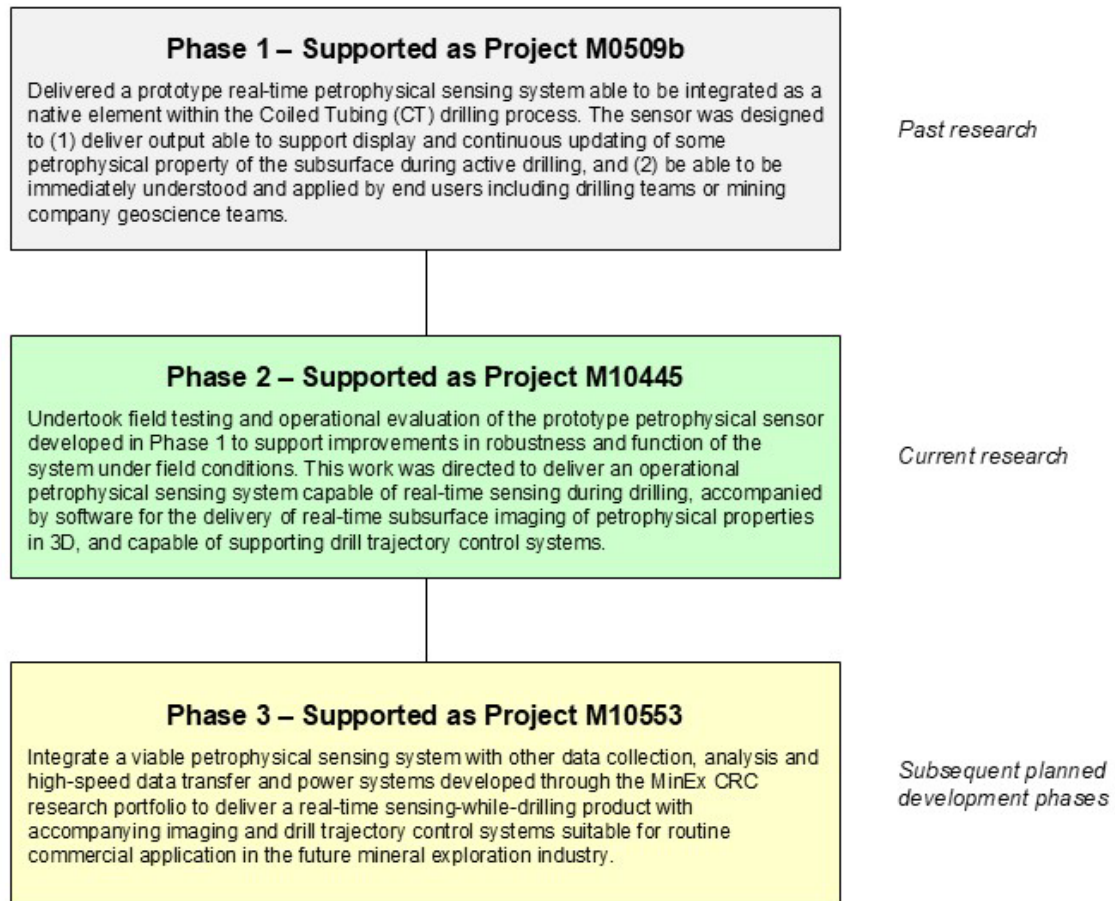 Phase 1 – Supported as Project M0509b
Delivered a prototype real-time petrophysical sensing system able to be integrated as a
native element within the Coiled Tubing (CT) drilling process. The sensor was designed
to (1) deliver output able to support display and continuous updating of some
petrophysical property of the subsurface during active drilling, and (2) be able to be
immediately understood and applied by end users including drilling teams or mining
company geoscience teams.
Past research
Phase 2 – Supported as Project M10445
Undertook field testing and operational evaluation of the prototype petrophysical sensor
developed in Phase 1 to support improvements in robustness and function of the
system under field conditions. This work was directed to deliver an operational
petrophysical sensing system capable of real-time sensing during drilling, accompanied
by software for the delivery of real-time subsurface imaging of petrophysical properties
in 3D, and capable of supporting drill trajectory control systems.
Current research
Phase 3 – Supported as Project M10553
Integrate a viable petrophysical sensing system with other data collection, analysis and
high-speed data transfer and power systems developed through the MinEx CRC
research portfolio to deliver a real-time sensing-while-drilling product with
accompanying imaging and drill trajectory control systems suitable for routine
commercial application in the future mineral exploration industry.
Subsequent planned
development phases